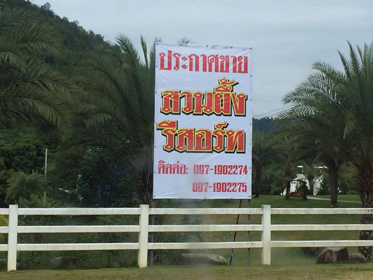 ประกาศขาย
สวนผึ้ง
รีสอร์ท
ติดต่อ: 097-1902274
097-1902275